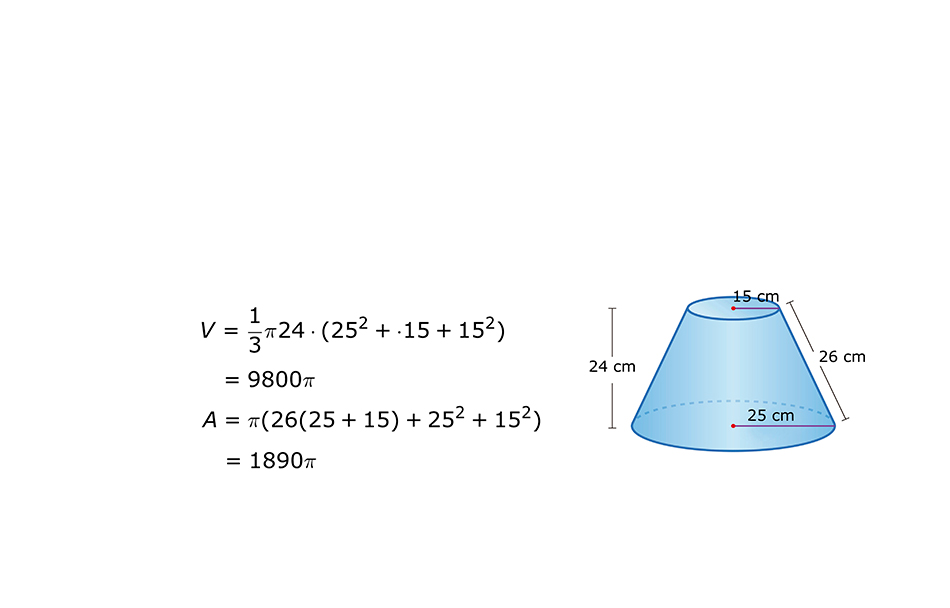 V = 1/3 π24 · (25² + ·15 + 15²)
= 9800π
A = π(26(25 + 15) + 25² + 15²)
= 1890π
15 cm
24 cm
26 cm
25 cm